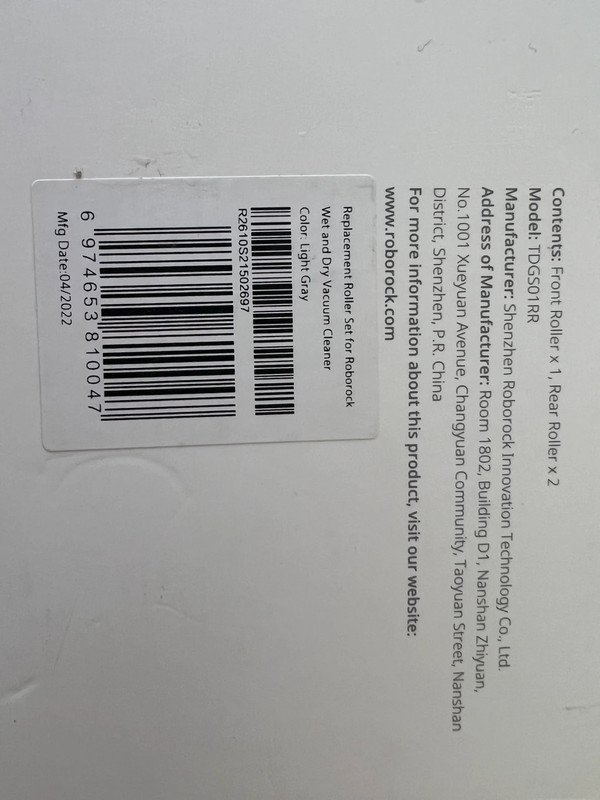 Contents: Front Roller x 1, Rear Roller x 2
Model: TDGS01RR
Manufacturer: Shenzhen Roborock Innovation Technology Co., Ltd.
Address of Manufacturer: Room 1802, Building D1, Nanshan Zhiyuan,
No.1001 Xueyuan Avenue, Changyuan Community, Taoyuan Street, Nanshan
District, Shenzhen, P.R. China
For more information about this product, visit our website:
www.roborock.com
Replacement Roller Set for Roborock
Wet and Dry Vacuum Cleaner
Color: Light Gray
R2610S21502697
6 974653 810047
Mfg Date:04/2022